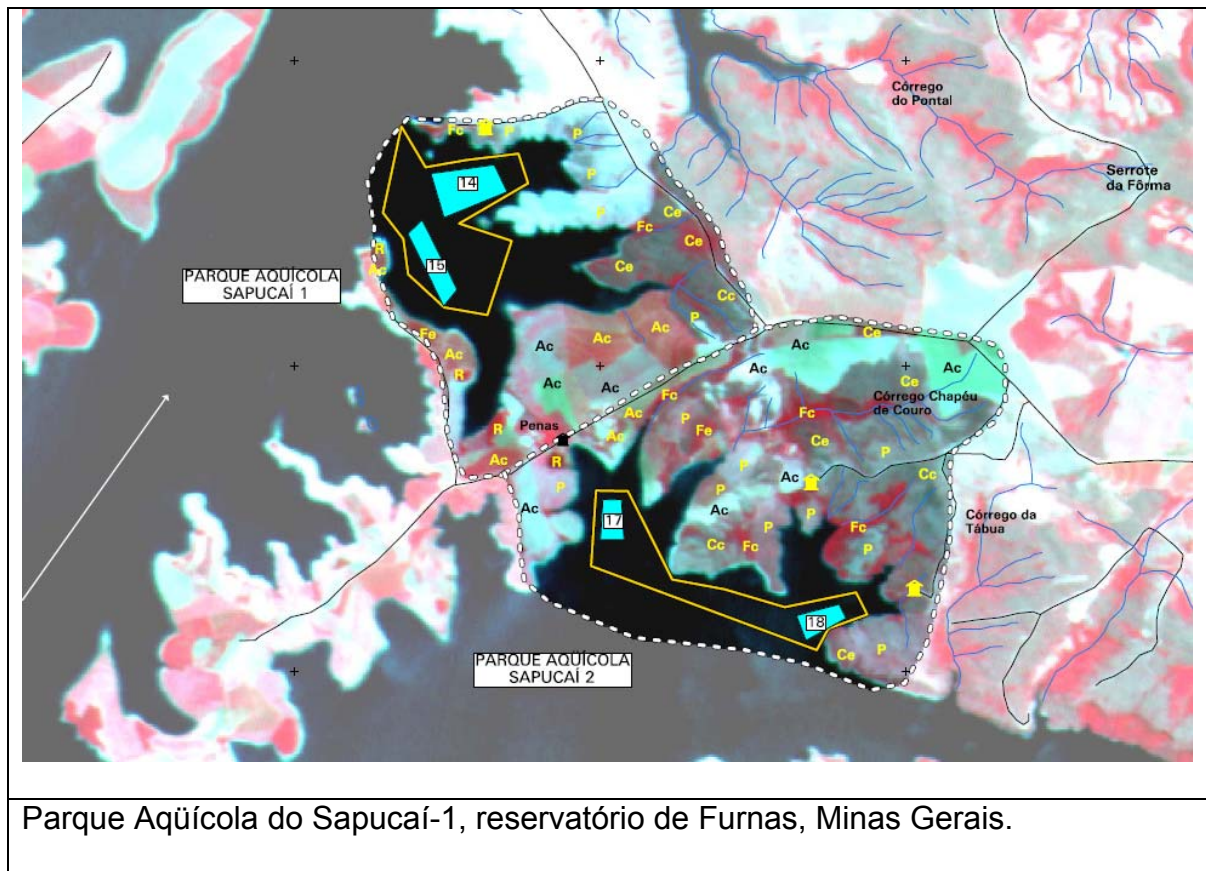 Córrego
do Pontal
Serrote
da Fôrma
Fc
P
P
P
14
P
Ce
Fc
Ce
R
Ac
15
Ce
PARQUE AQÜÍCOLA
SAPUCAÍ 1
Cc
P
Ac
Ac
Fe
Ac
Ac
R
Ac
Ac
Ac
Ce
Ac
Ac
Ce
Córrego Chapéu
de Couro
Fc
Ac
Ac
P
Fe
Fc
Ce
P
Penas
R
Ac
R
P
Ac
P
P
Ac
Ac
Cc
P
P
Fc
P
Cc
Fc
Córrego da
Tábua
17
18
Ce
P
PARQUE AQÜÍCOLA
SAPUCAÍ 2
Parque Aqüícola do Sapucaí-1, reservatório de Furnas, Minas Gerais.